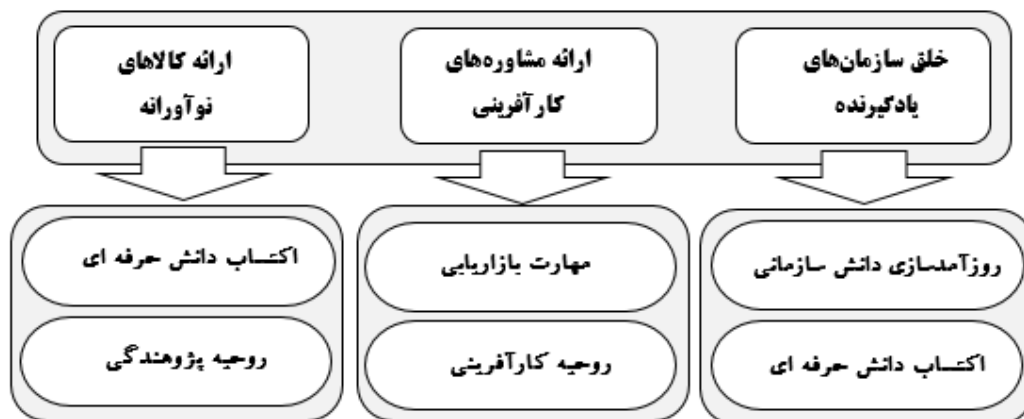 خلق سازمان‌های
یادگیرنده
ارائه مشاوره‌های
کارآفرینی
ارائه کالاهای
نوآورانه
روزآمدسازی دانش سازمانی
اکتساب دانش حرفه ای
مهارت بازاریابی
روحیه کارآفرینی
اکتساب دانش حرفه ای
روحیه پژوهندگی